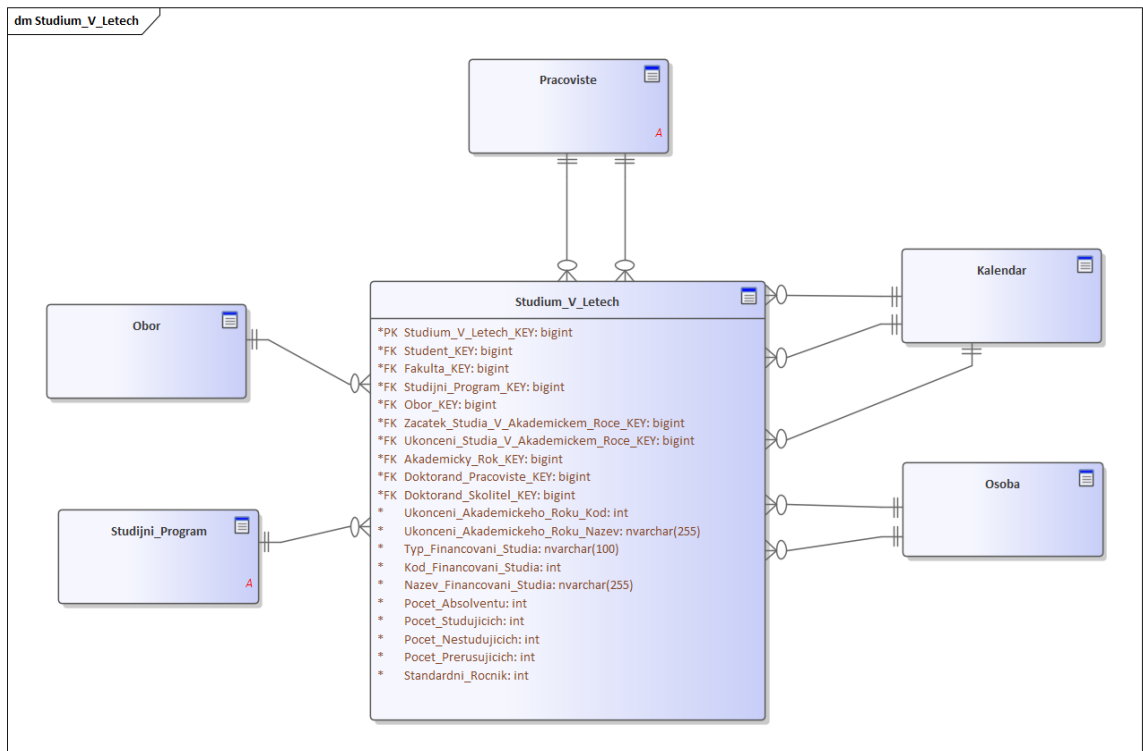 dm Studium_V_Letech
Pracoviste
A
Kalendar
Obor
Studium_V_Letech
*PK Studium_V_Letech_KEY: bigint
*FK Student_KEY: bigint
*FK Fakulta_KEY: bigint
*FK Studijni_Program_KEY: bigint
*FK Obor_KEY: bigint
*FK Zacatek_Studia_V_Akademickem_Roce_KEY: bigint
*FK Ukonceni_Studia_V_Akademickem_Roce_KEY: bigint
*FK Akademicky_Rok_KEY: bigint
*FK Doktorand_Pracoviste_KEY: bigint
*FK Doktorand_Skolitel_KEY: bigint
* Ukonceni_Akademickeho_Roku_Kod: int
* Ukonceni_Akademickeho_Roku_Nazev: nvarchar(255)
* Typ_Financovani_Studia: nvarchar(100)
* Kod_Financovani_Studia: int
* Nazev_Financovani_Studia: nvarchar(255)
* Pocet_Absolventu: int
* Pocet_Studujicich: int
* Pocet_Nestudujicich: int
* Pocet_Prerusujicich: int
* Standardni_Rocnik: int
Osoba
Studijni_Program
A